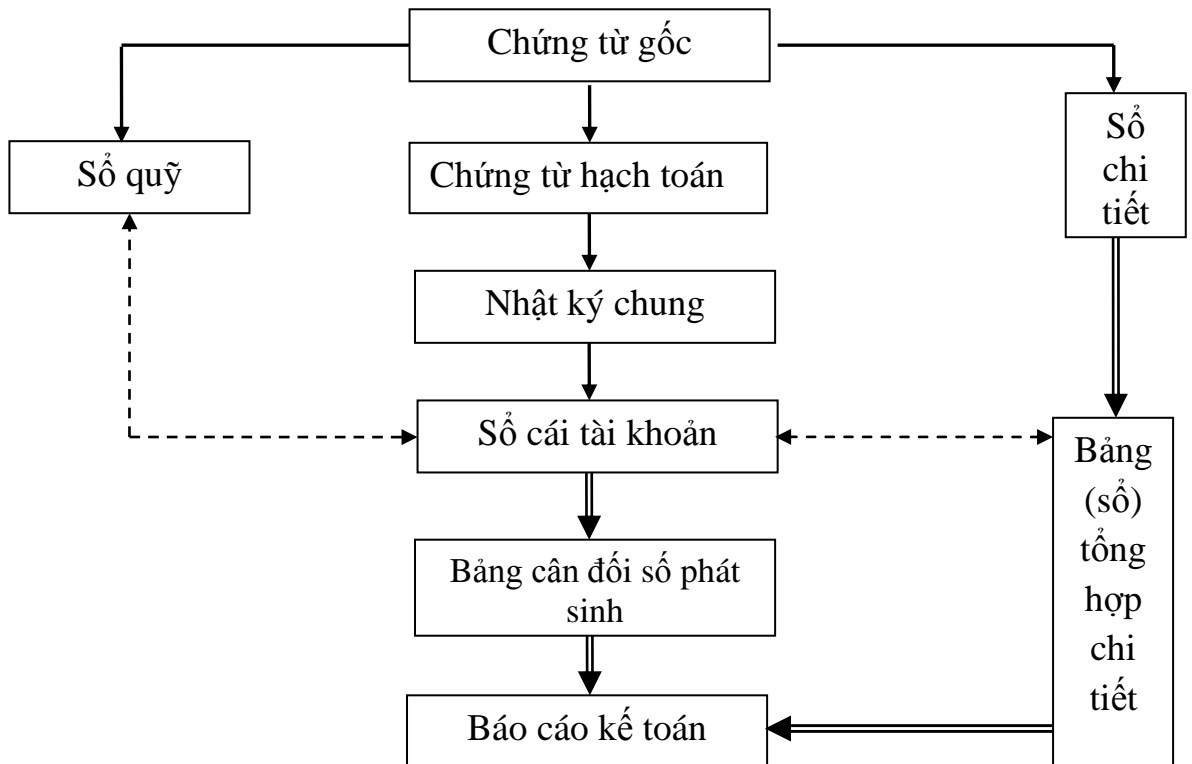 Chứng từ gốc
Sổ quỹ
Chứng từ hạch toán
Sổ
chi
tiết
Nhật ký chung
Sổ cái tài khoản
Bảng
(sổ)
tổng
hợp
chi
tiết
Bảng cân đối số phát
sinh
Báo cáo kế toán